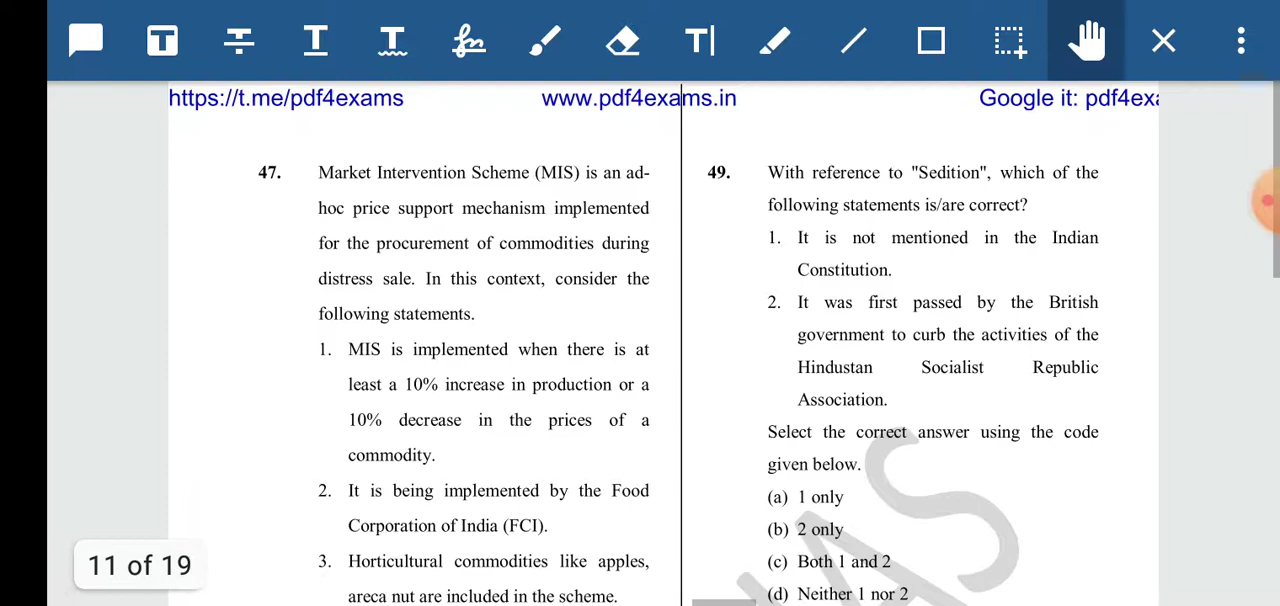 https://t.me/pdf4exams www.pdf4exams.in Google it: pdf4exa
47. Market Intervention Scheme (MIS) is an ad-
hoc price support mechanism implemented
for the procurement of commodities during
distress sale. In this context, consider the
following statements.
1. MIS is implemented when there is at
least a 10% increase in production or a
10% decrease in the prices of a
commodity.
2. It is being implemented by the Food
Corporation of India (FCI).
3. Horticultural commodities like apples,
areca nut are included in the scheme.
49. With reference to "Sedition", which of the
following statements is/are correct?
1. It is not mentioned in the Indian
Constitution.
2. It was first passed by the British
government to curb the activities of the
Hindustan Socialist Republic
Association.
Select the correct answer using the code
given below.
(a) 1 only
(b) 2 only
(c) Both 1 and 2
(d) Neither 1 nor 2
11 of 19